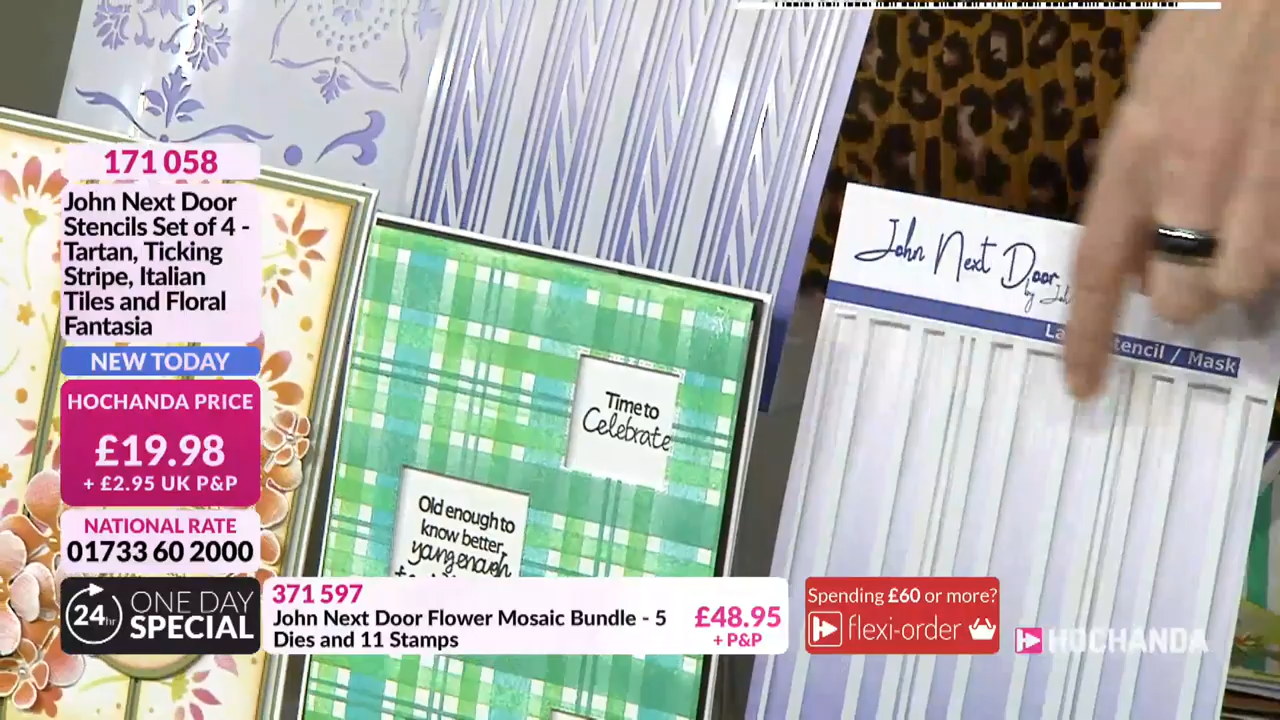 171 058
John Next Door
Stencils Set of 4 -
Tartan, Ticking
Stripe, Italian
Tiles and Floral
Fantasia
NEW TODAY
HOCHANDA PRICE
£19.98
+ £2.95 UK P&P
NATIONAL RATE
01733 60 2000
24hr
ONE DAY
SPECIAL
371 597
John Next Door Flower Mosaic Bundle - 5
Dies and 11 Stamps
£48.95
+ P&P
Spending £60 or more?
flexi-order
HOCHANDA
John Next Door
by
tencil / Mask
Time to
Celebrate
Old enough to
know better,
young enough